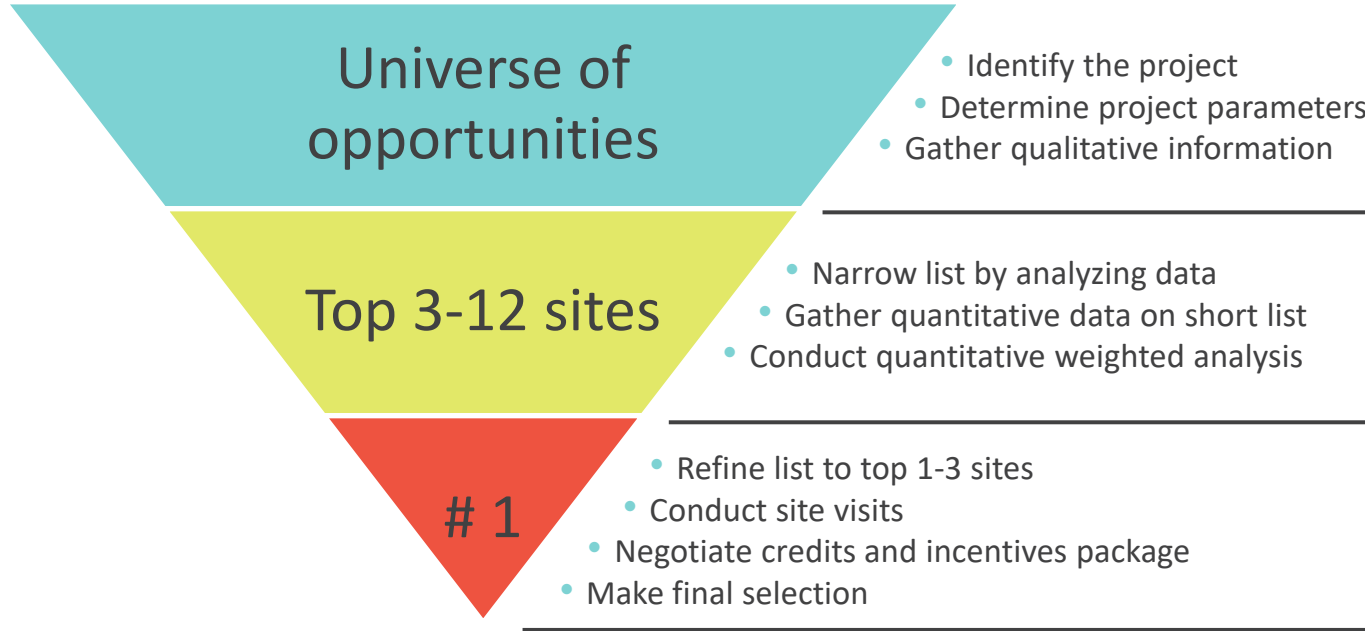 Universe of
opportunities
• Identify the project
• Determine project parameters
• Gather qualitative information
Top 3-12 sites
• Narrow list by analyzing data
• Gather quantitative data on short list
• Conduct quantitative weighted analysis
# 1
• Refine list to top 1-3 sites
• Conduct site visits
• Negotiate credits and incentives package
• Make final selection